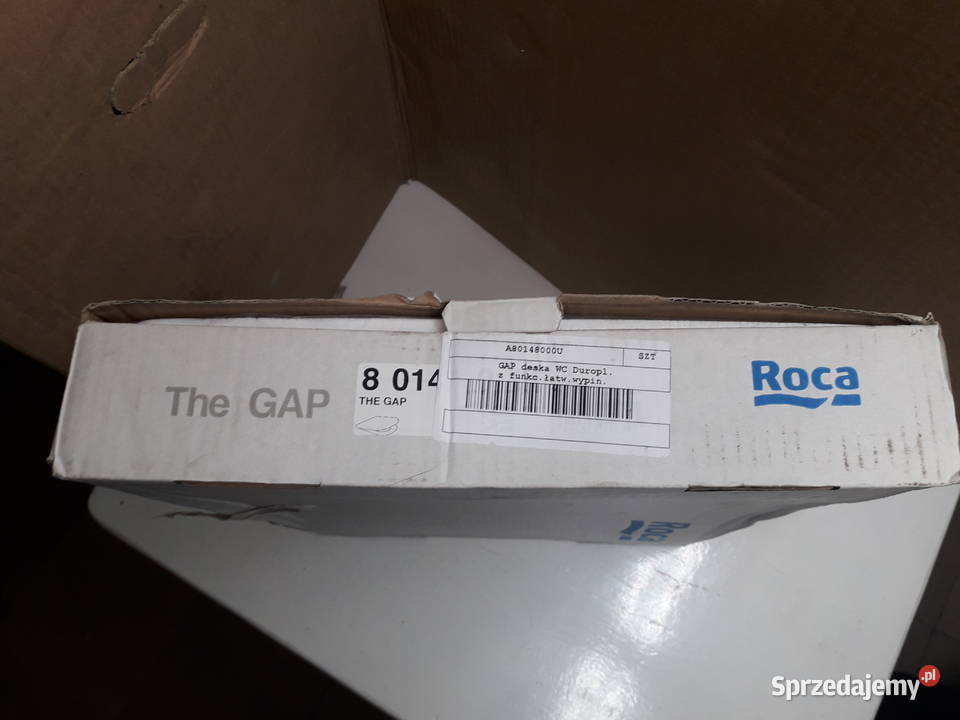 The GAP
8 014
THE GAP
A80148000U
SZT
GAP deska WC Duropl.
z funkc.łatw.wypin.
Roca
Roca
Sprzedajemy.pl